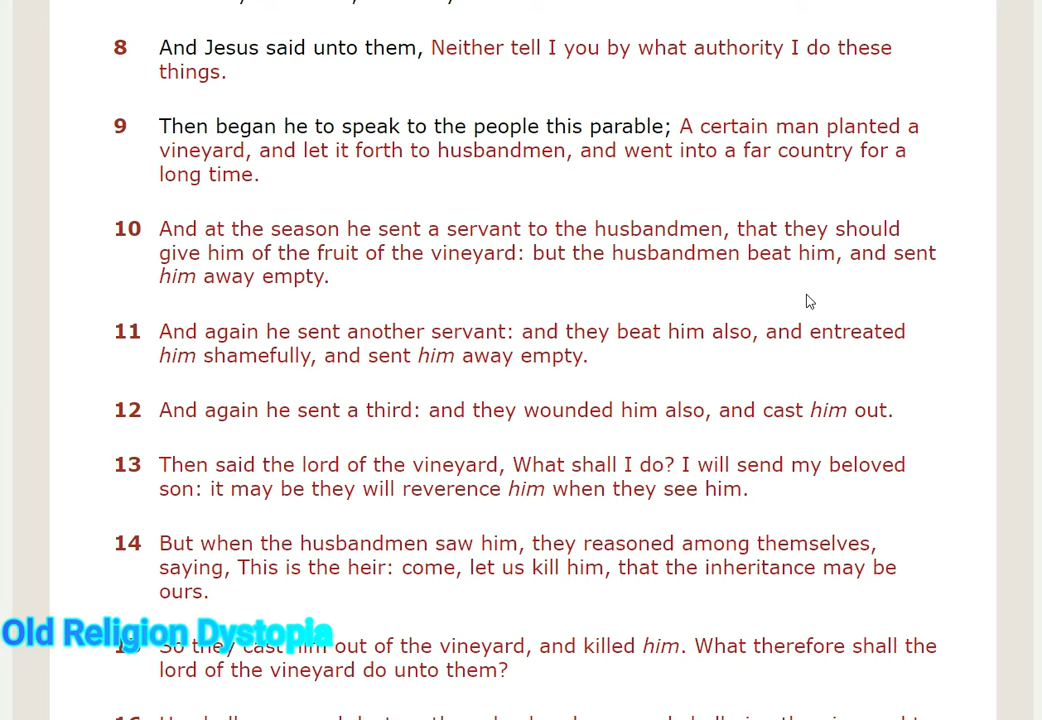 8 And Jesus said unto them, Neither tell I you by what authority I do these
things.
9 Then began he to speak to the people this parable; A certain man planted a
vineyard, and let it forth to husbandmen, and went into a far country for a
long time.
10 And at the season he sent a servant to the husbandmen, that they should
give him of the fruit of the vineyard: but the husbandmen beat him, and sent
him away empty.
11 And again he sent another servant: and they beat him also, and entreated
him shamefully, and sent him away empty.
12 And again he sent a third: and they wounded him also, and cast him out.
13 Then said the lord of the vineyard, What shall I do? I will send my beloved
son: it may be they will reverence him when they see him.
14 But when the husbandmen saw him, they reasoned among themselves,
saying, This is the heir: come, let us kill him, that the inheritance may be
ours.
Old Religion Dystopia
So they cast him out of the vineyard, and killed him. What therefore shall the
lord of the vineyard do unto them?